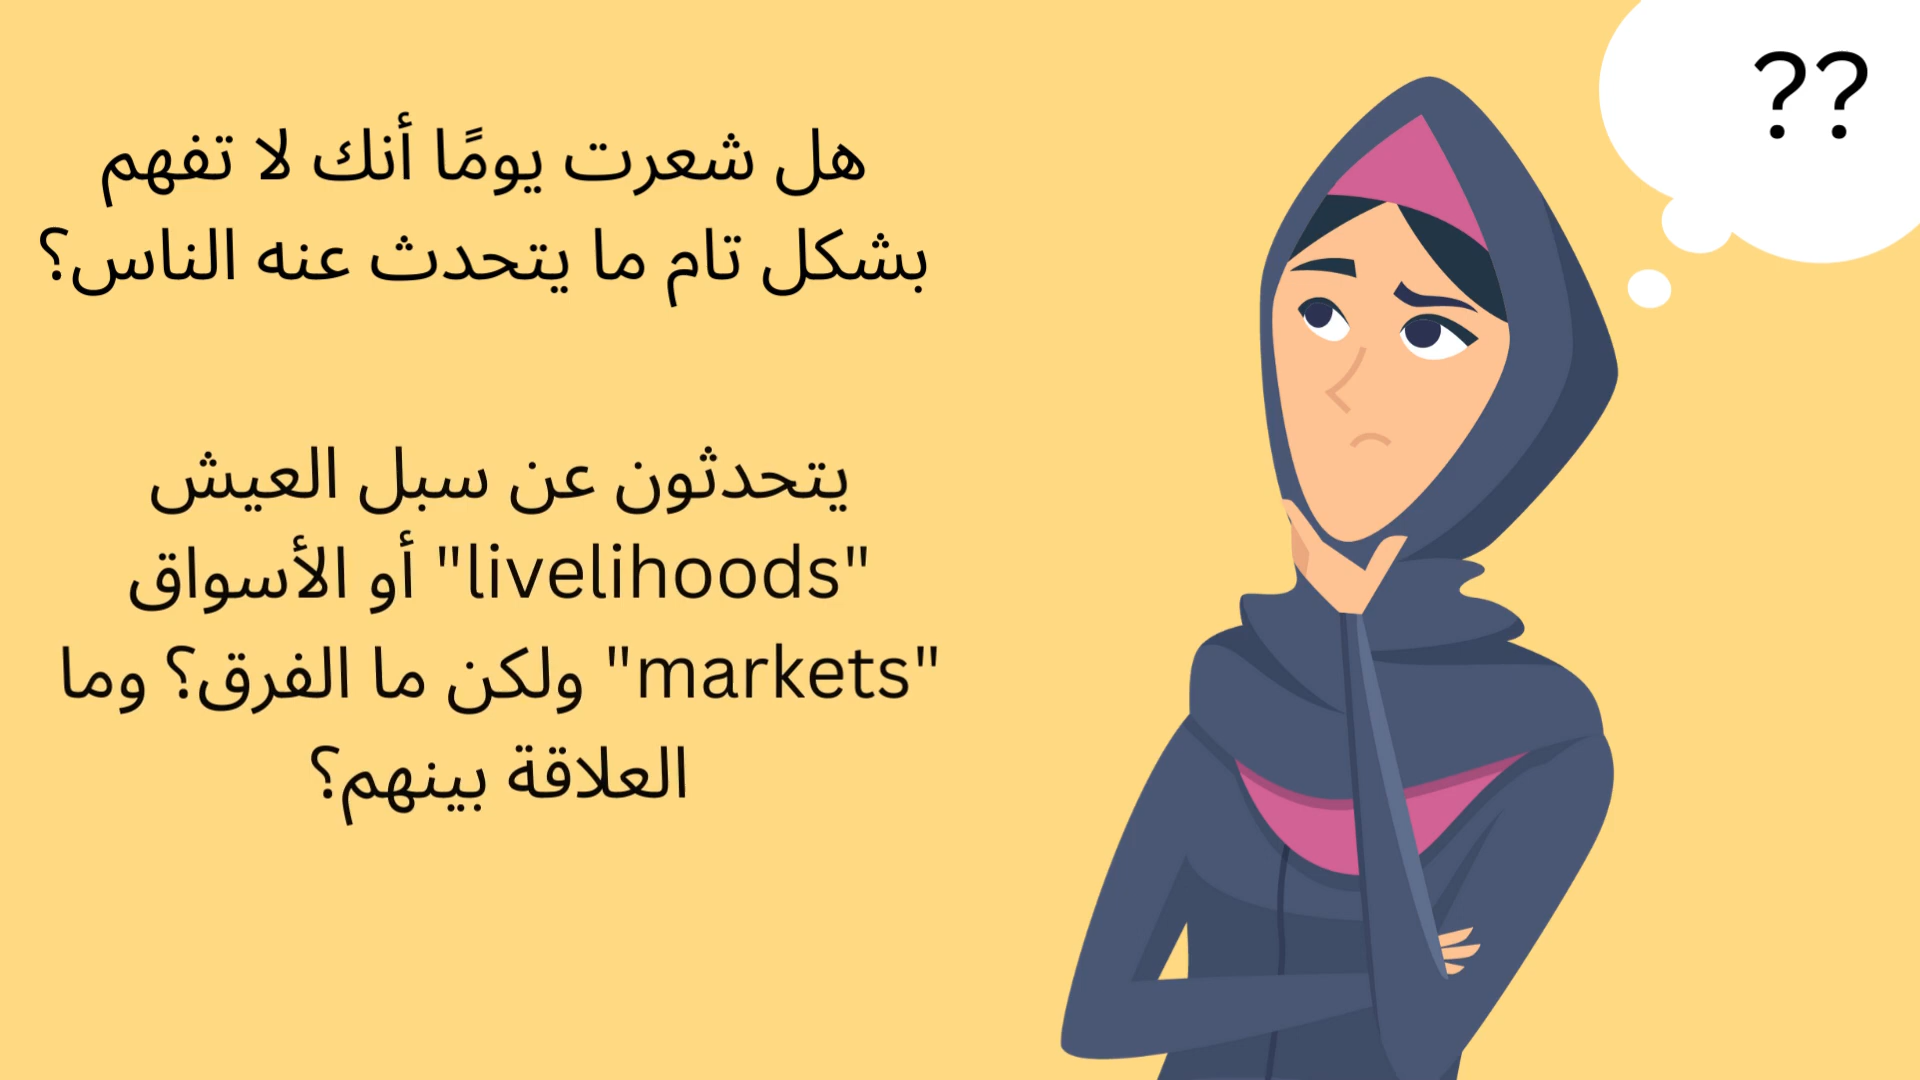 هل شعرت يومًا أنك لا تفهم
بشكل تام ما يتحدث عنه الناس؟
يتحدثون عن سبل العيش
"livelihoods" أو الأسواق
"markets" ولكن ما الفرق؟ وما
العلاقة بينهم؟
??